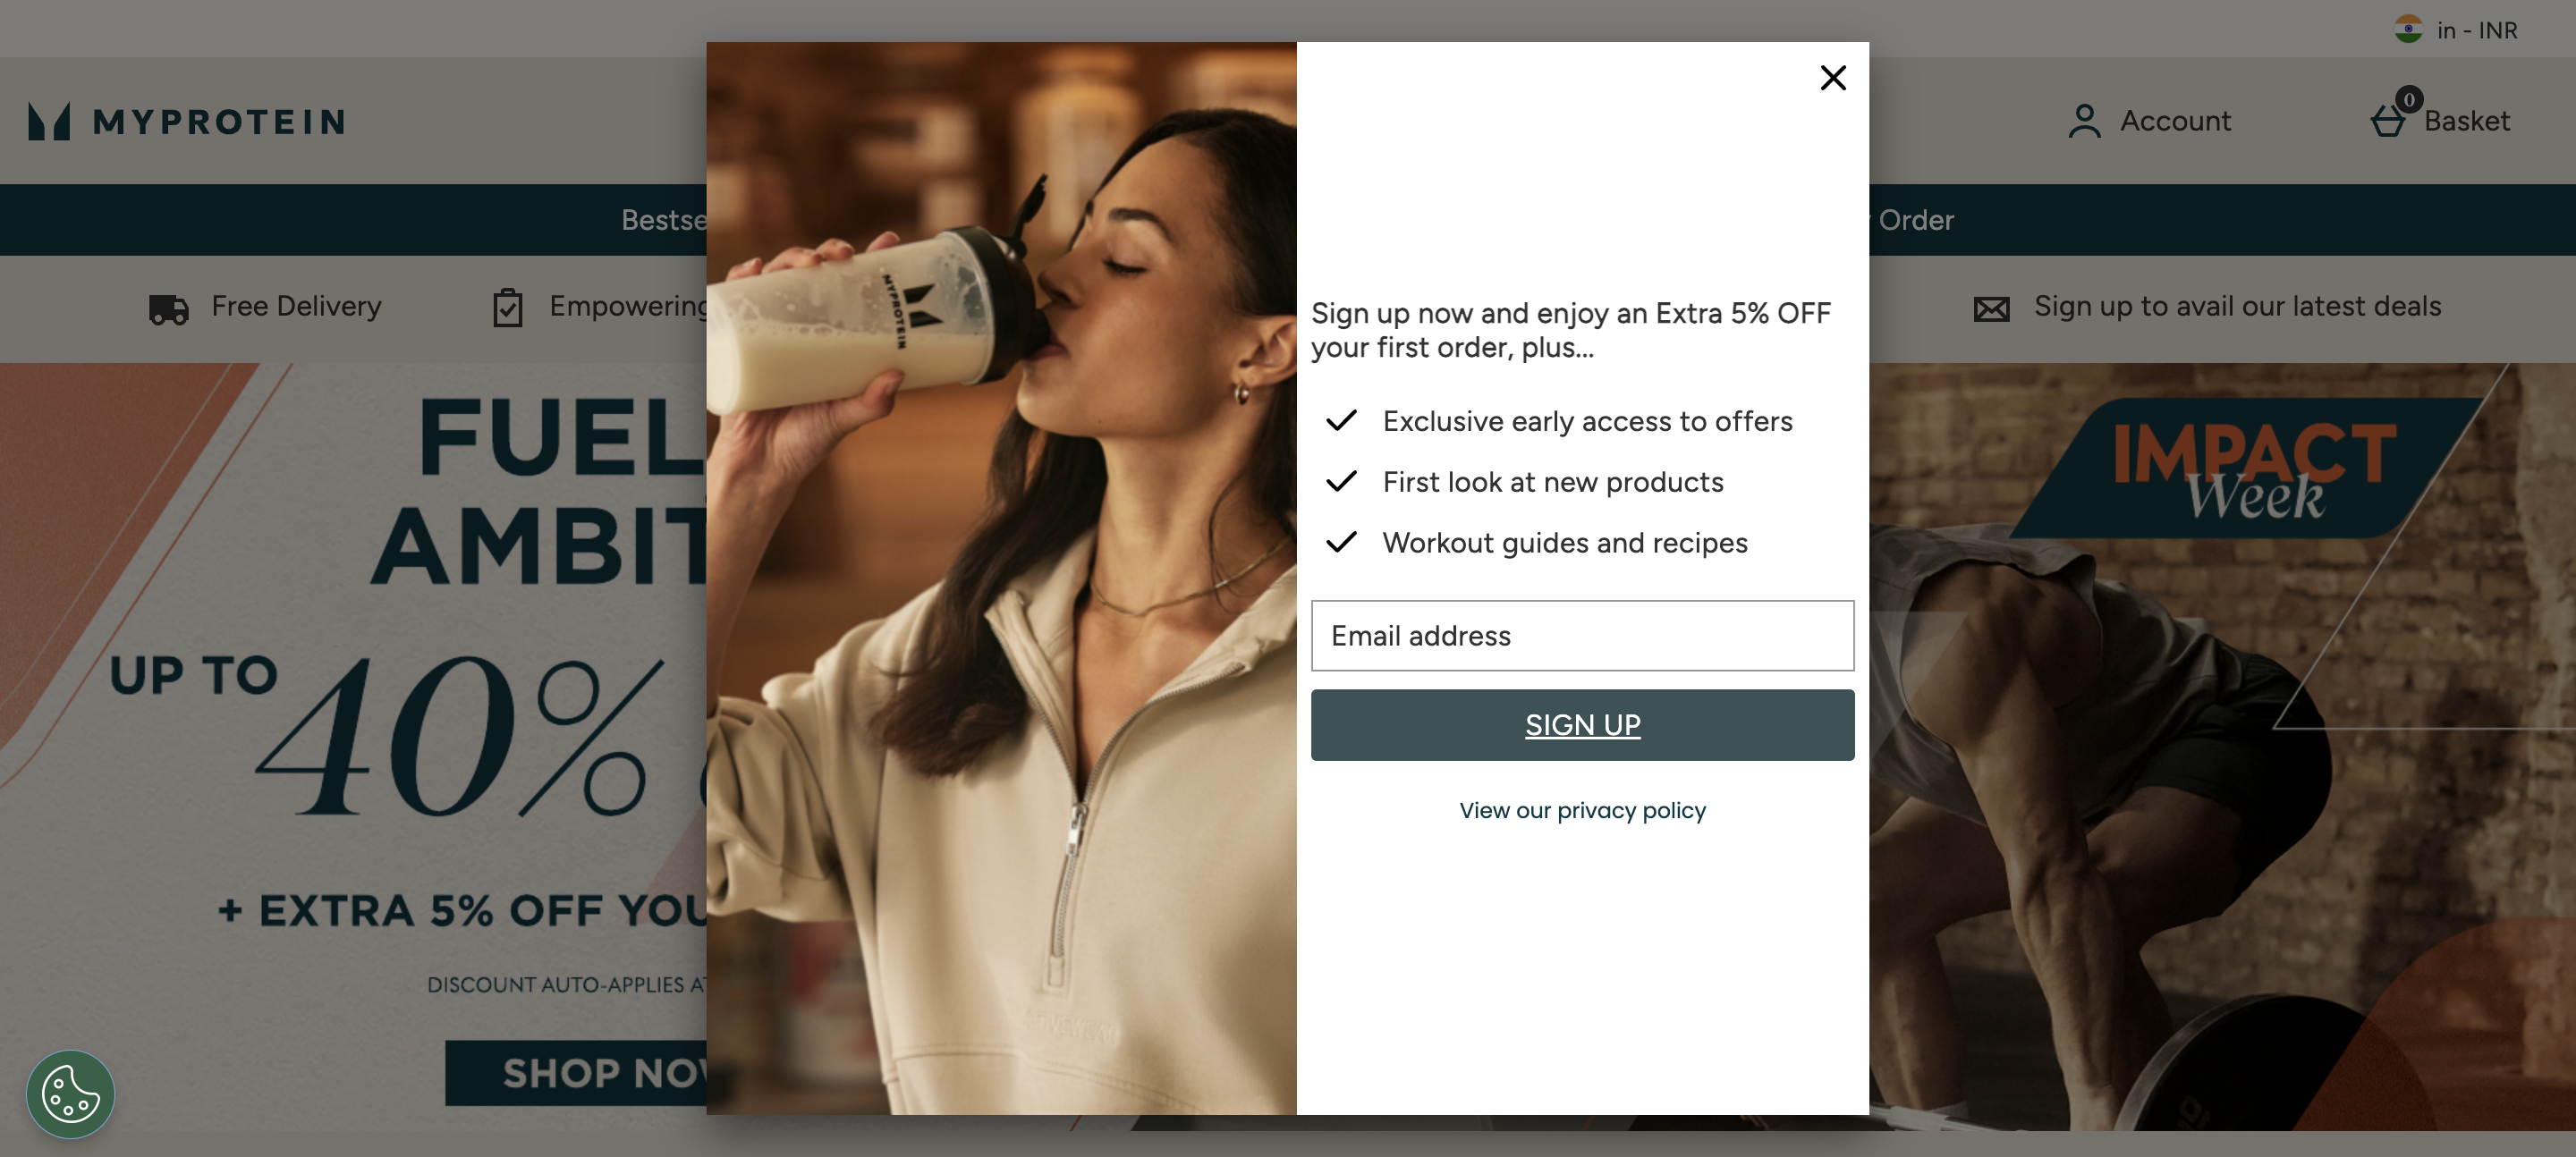 in - INR
MYPROTEIN
Account
0
Basket
Order
Free Delivery
Empowering
Sign up to avail our latest deals
FUEL
AMBIT
UP TO 40%
+ EXTRA 5% OFF YOU
DISCOUNT AUTO-APPLIES AT
SHOP NOW
IMPACT
Week
MYPROTEIN
Sign up now and enjoy an Extra 5% OFF
your first order, plus...
Exclusive early access to offers
First look at new products
Workout guides and recipes
Email address
SIGN UP
View our privacy policy